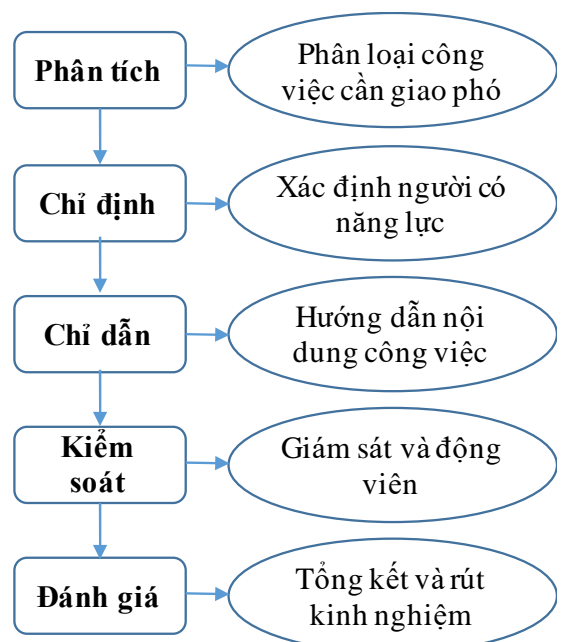 Phân tích
Phân loại công
việc cần giao phó
Chỉ định
Xác định người có
năng lực
Chỉ dẫn
Hướng dẫn nội
dung công việc
Kiểm
soát
Giám sát và động
viên
Đánh giá
Tổng kết và rút
kinh nghiệm